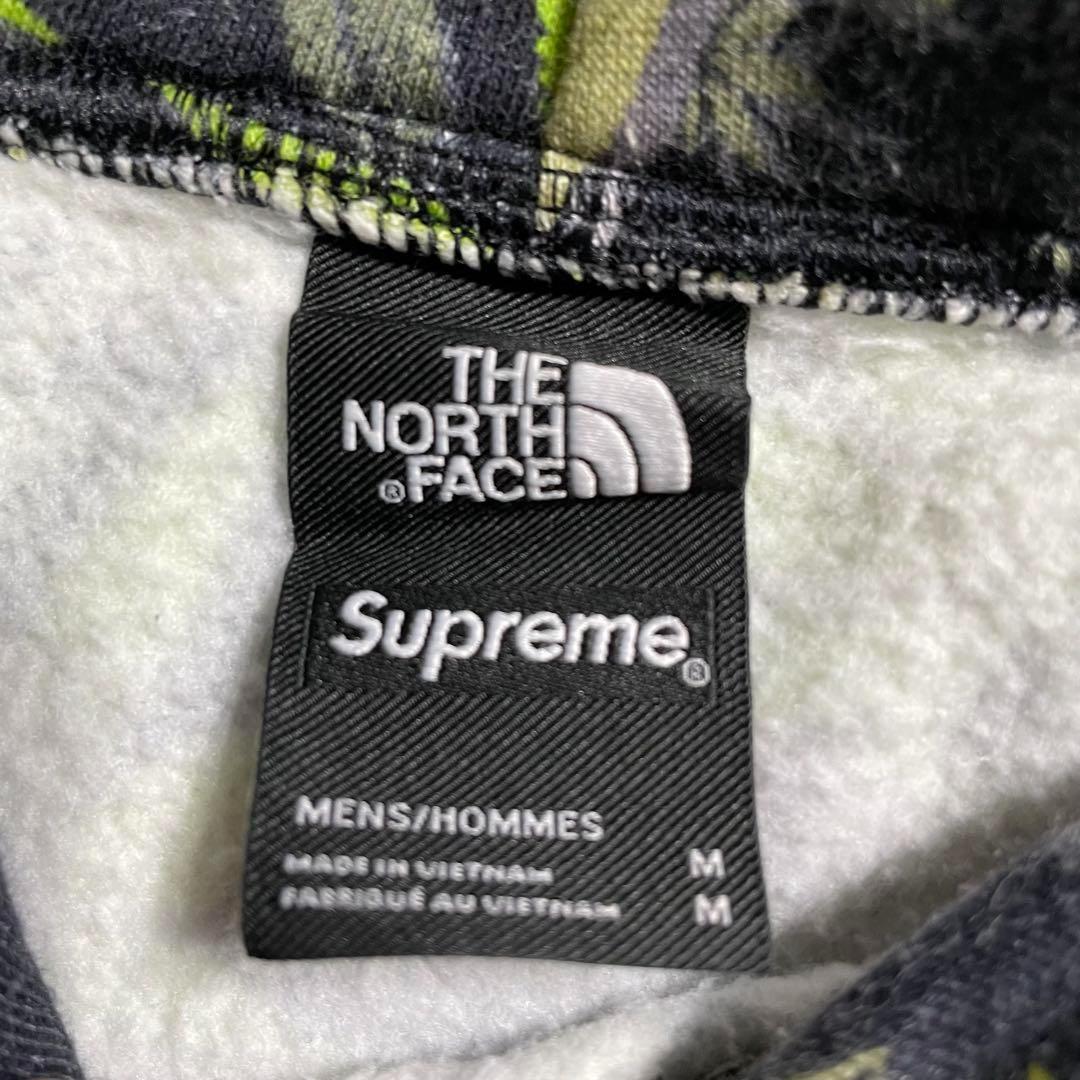 THE
NORTH
®FACE
Supreme®
MENS/HOMMES
MADE IN VIETNAM M
FABRIQUÉ AU VIETNAM M